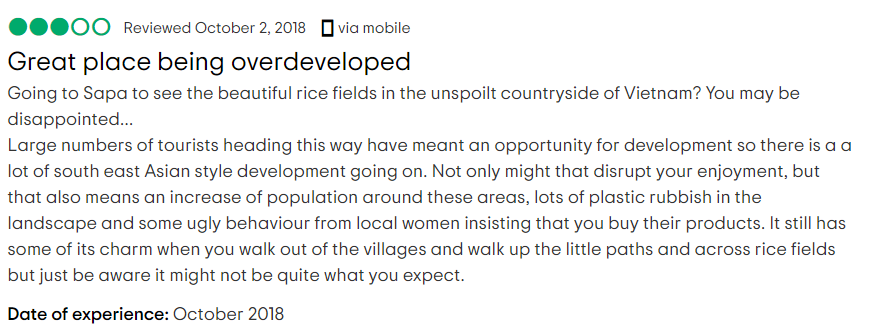 Reviewed October 2, 2018 via mobile
Great place being overdeveloped
Going to Sapa to see the beautiful rice fields in the unspoilt countryside of Vietnam? You may be
disappointed...
Large numbers of tourists heading this way have meant an opportunity for development so there is a a
lot of south east Asian style development going on. Not only might that disrupt your enjoyment, but
that also means an increase of population around these areas, lots of plastic rubbish in the
landscape and some ugly behaviour from local women insisting that you buy their products. It still has
some of its charm when you walk out of the villages and walk up the little paths and across rice fields
but just be aware it might not be quite what you expect.
Date of experience: October 2018